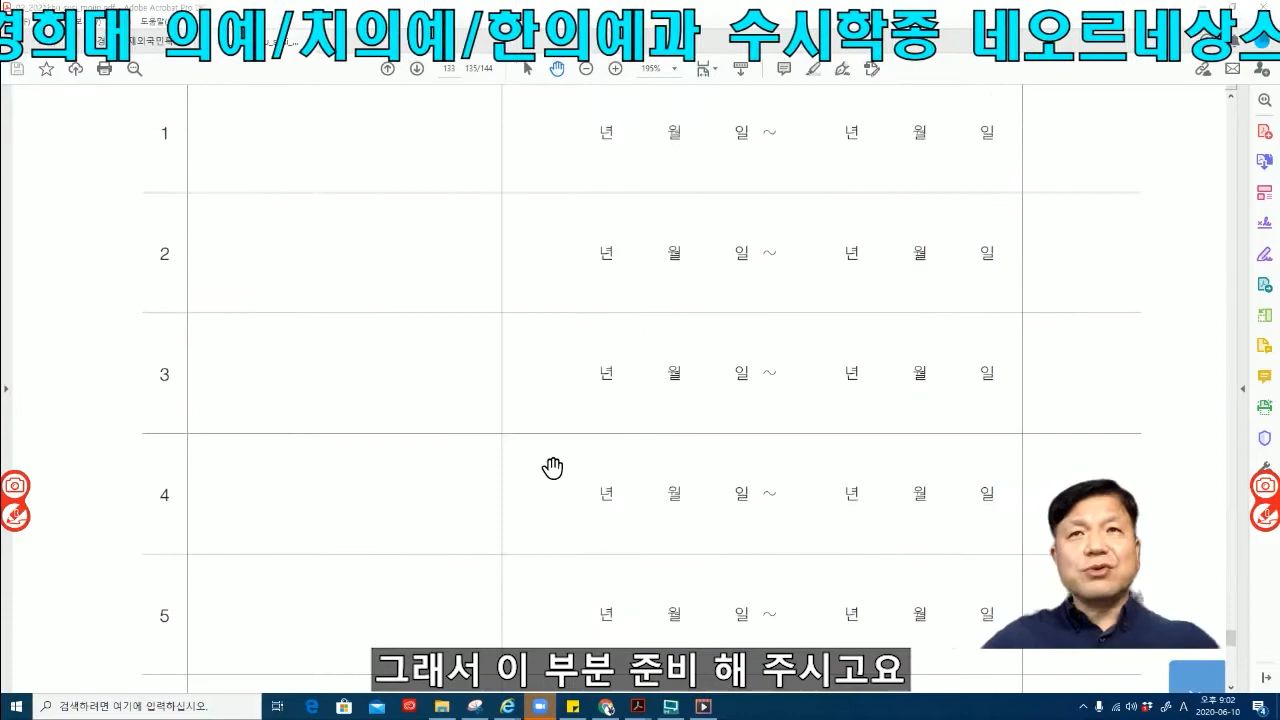 경희대 의예/치의예/한의예과 수시학종 네오르네상스
133 135/144 195%
1 년 월 일 ~ 년 월 일
2 년 월 일 ~ 년 월 일
3 년 월 일 ~ 년 월 일
4 년 월 일 ~ 년 월 일
5 년 월 일 ~ 년 월 일
그래서 이 부분 준비 해 주시고요
검색하려면 여기에 입력하십시오.
A 오후 9:02
2020-06-10